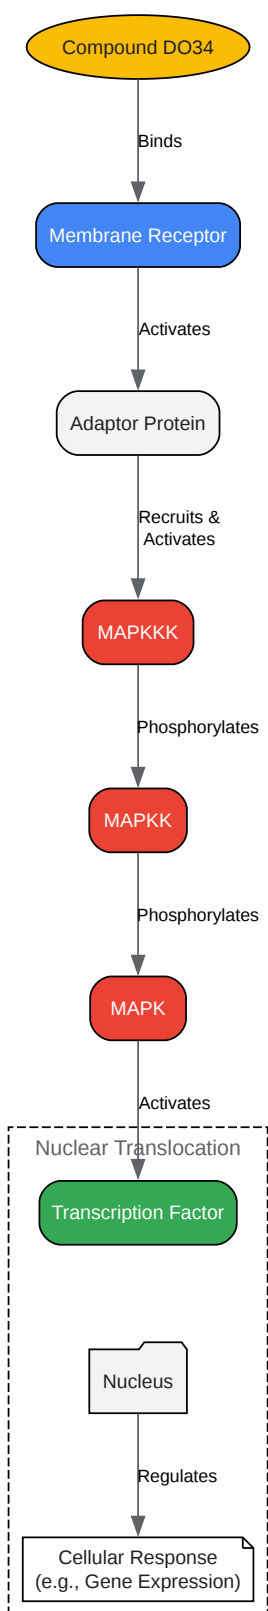 Compound DO34
Binds
Membrane Receptor
Activates
Adaptor Protein
Recruits &
Activates
MAPKKK
Phosphorylates
MAPKK
Phosphorylates
MAPK
Activates
Nuclear Translocation
Transcription Factor
Nucleus
Regulates
Cellular Response
(e.g., Gene Expression)